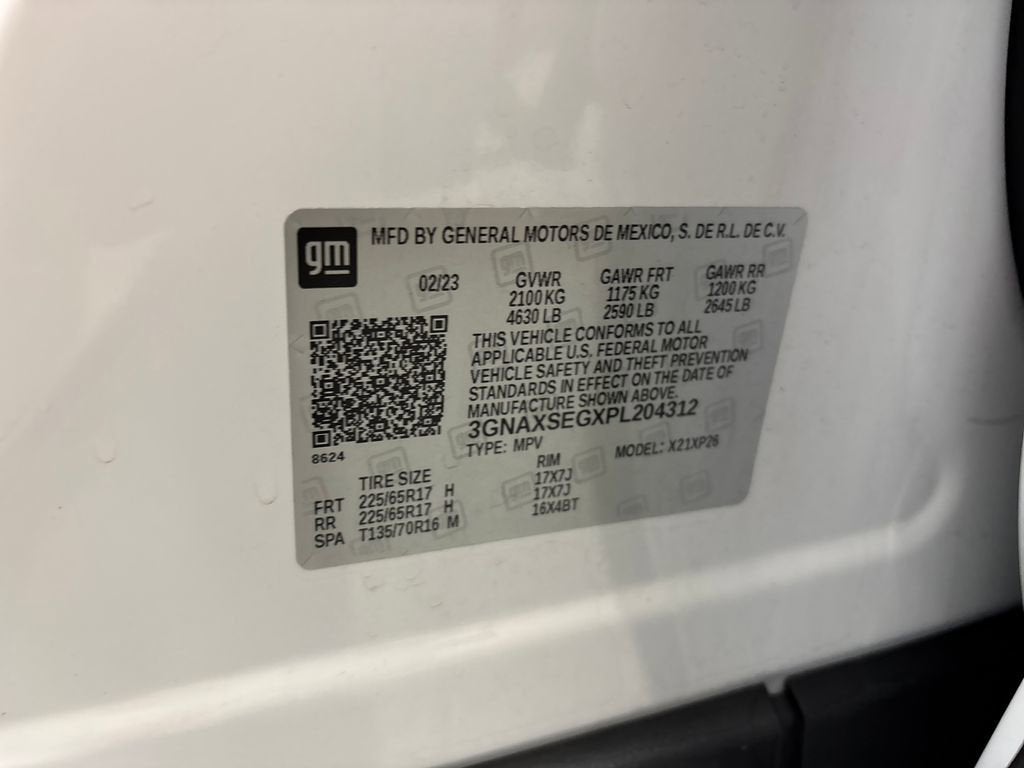 gm
MFD BY GENERAL MOTORS DE MEXICO, S. DE R.L. DE C.V.
02/23 GVWR GAWR FRT GAWR RR
2100 KG 1175 KG 1200 KG
4630 LB 2590 LB 2645 LB
THIS VEHICLE CONFORMS TO ALL
APPLICABLE U.S. FEDERAL MOTOR
VEHICLE SAFETY AND THEFT PREVENTION
STANDARDS IN EFFECT ON THE DATE OF
MANUFACTURE SHOWN ABOVE.
3GNAXSEGXPL204312
TYPE: MPV MODEL: X21XP26
8624
TIRE SIZE RIM
FRT 225/65R17 H 17X7J
RR 225/65R17 H 17X7J
SPA T135/70R16 M 16X4BT